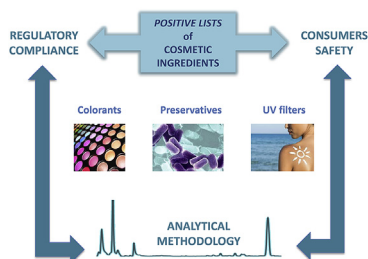 POSITIVE LISTS
of
COSMETIC
INGREDIENTS
REGULATORY
COMPLIANCE
CONSUMERS
SAFETY
Colorants
Preservatives
UV filters
ANALYTICAL
METHODOLOGY